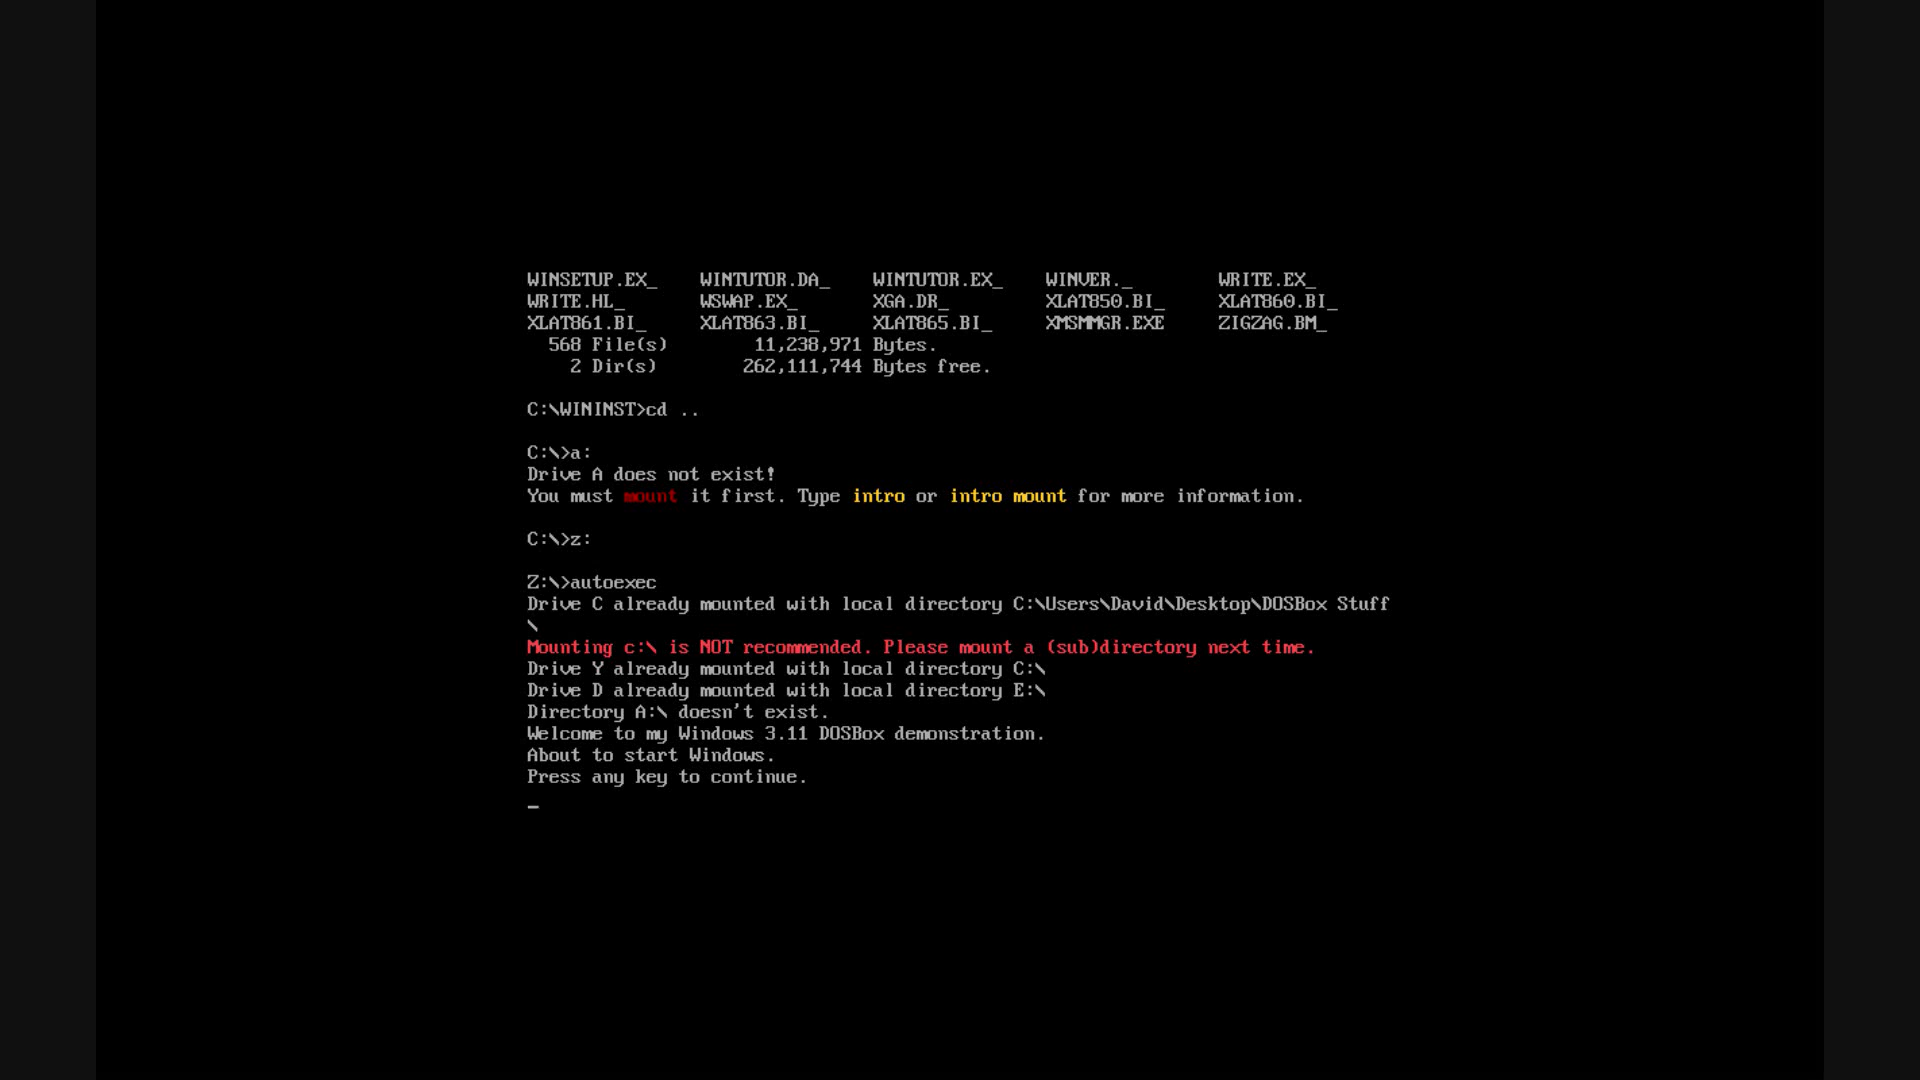 WINSETUP.EX_    WINTUTOR.DA_    WINTUTOR.EX_    WINVER._        WRITE.EX_
WRITE.HL_       WSWAP.EX_       XGA.DR_         XLAT850.BI_     XLAT860.BI_
XLAT861.BI_     XLAT863.BI_     XLAT865.BI_     XMSMMGR.EXE     ZIGZAG.BM_
  568 File(s)        11,238,971 Bytes.
    2 Dir(s)        262,111,744 Bytes free.
C:\WININST>cd ..
C:\>a:
Drive A does not exist!
You must mount it first. Type intro or intro mount for more information.
C:\>z:
Z:\>autoexec
Drive C already mounted with local directory C:\Users\David\Desktop\DOSBox Stuff
\
Mounting c:\ is NOT recommended. Please mount a (sub)directory next time.
Drive Y already mounted with local directory C:\
Drive D already mounted with local directory E:\
Directory A:\ doesn't exist.
Welcome to my Windows 3.11 DOSBox demonstration.
About to start Windows.
Press any key to continue.
_